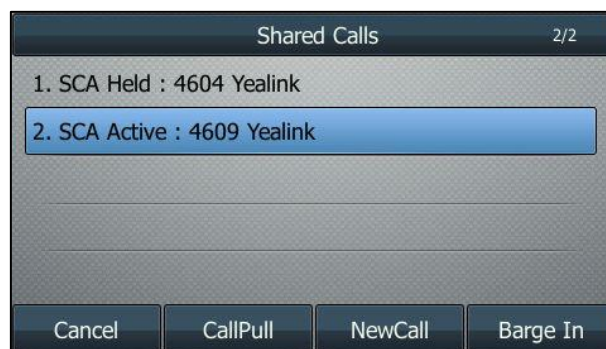 Shared Calls 2/2
1. SCA Held : 4604 Yealink
2. SCA Active : 4609 Yealink
Cancel CallPull NewCall Barge In